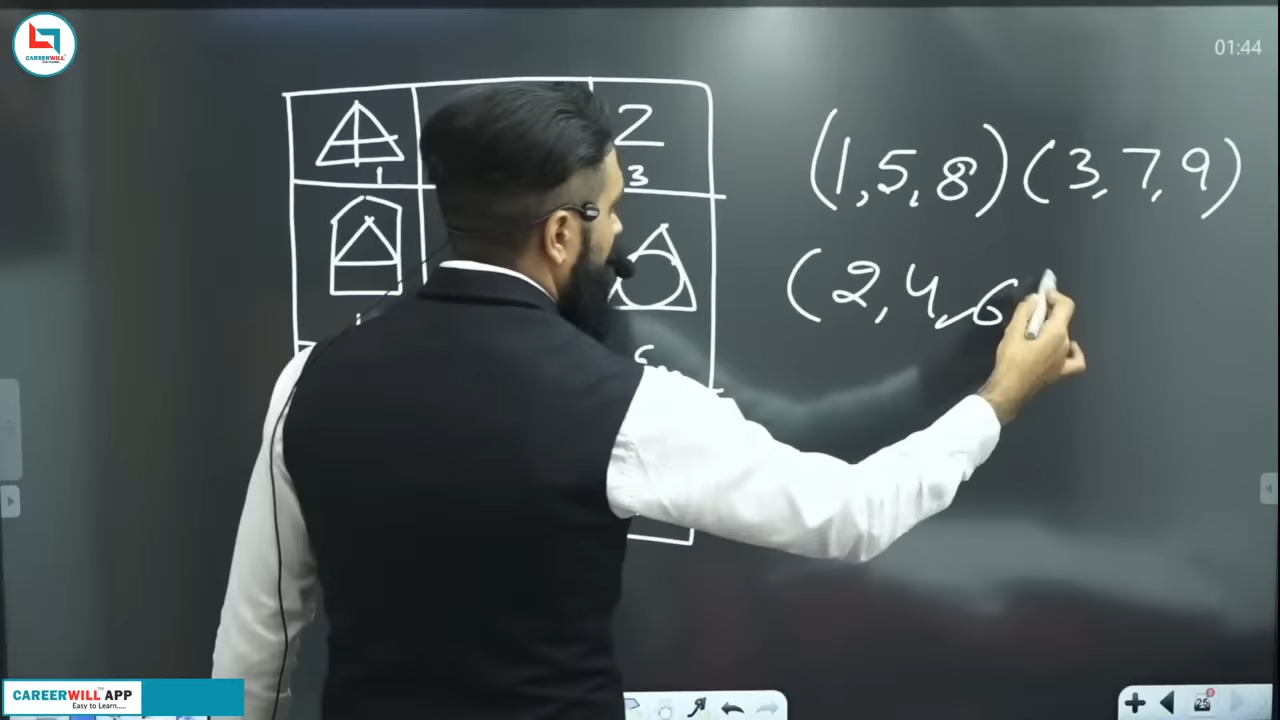 CAREERWILL
01:44
2
1
3
(1,5,8) (3,7,9)
(2,4,6
CAREERWILL APP
Easy to Learn.....
25